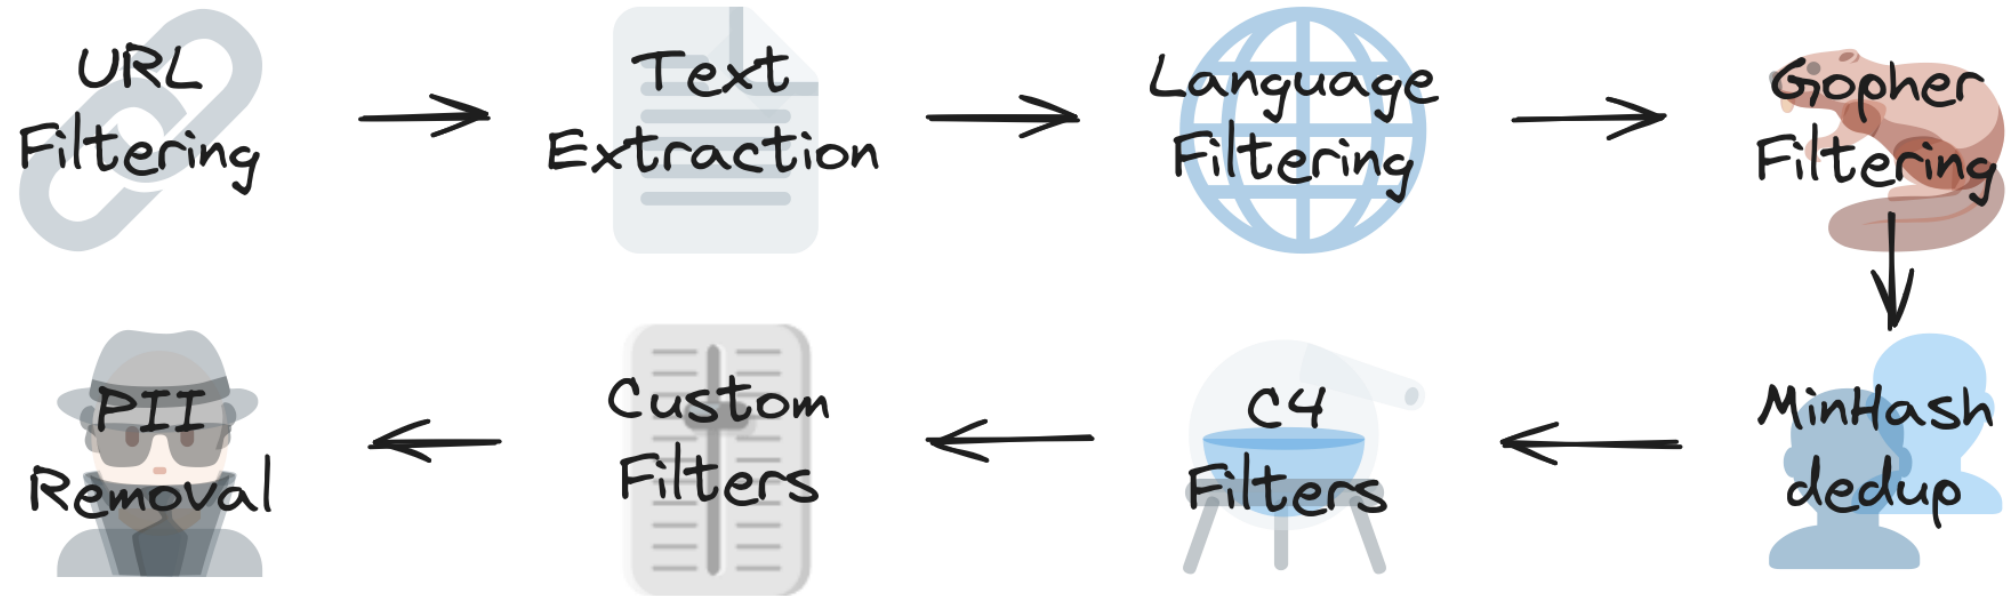 URL
Filtering
Text
Extraction
Language
Filtering
Gopher
Filtering
MinHash
dedup
C4
Filters
Custom
Filters
PII
Removal